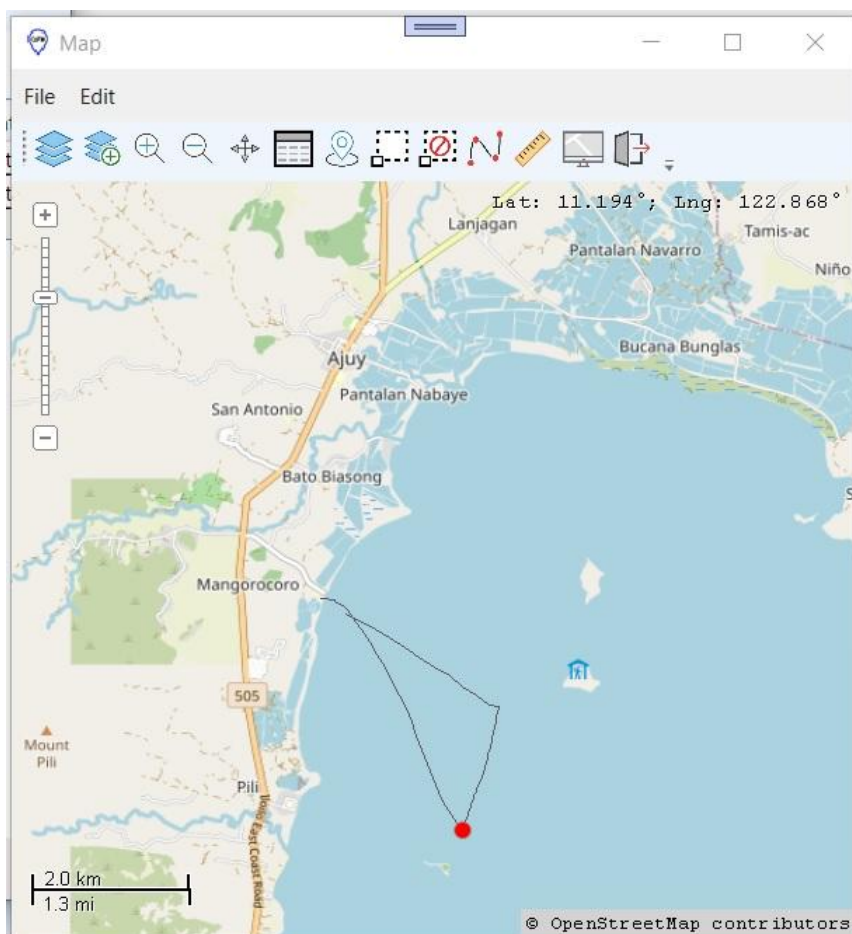 Map
File Edit
Lat: 11.194°; Lng: 122.868°
Lanjagan
Tamis-ac
Pantalan Navarro
Niño
Bucana Bunglas
Ajuy
Pantalan Nabaye
San Antonio
Bato Biasong
Mangorocoro
505
Mount
Pili
Pili
Iloilo East Coast Road
2.0 km
1.3 mi
© OpenStreetMap contributors